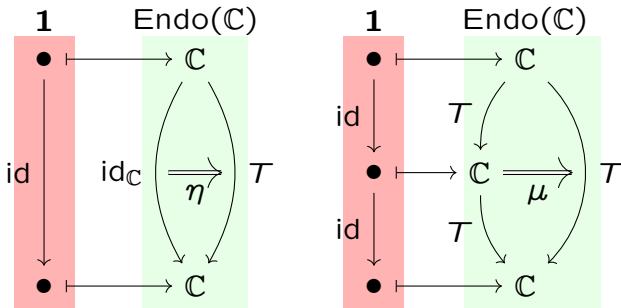 1 Endo(ℂ) 1 Endo(ℂ)
ℂ ℂ
id T
id id_ℂ η T ℂ μ T
id T
ℂ ℂ